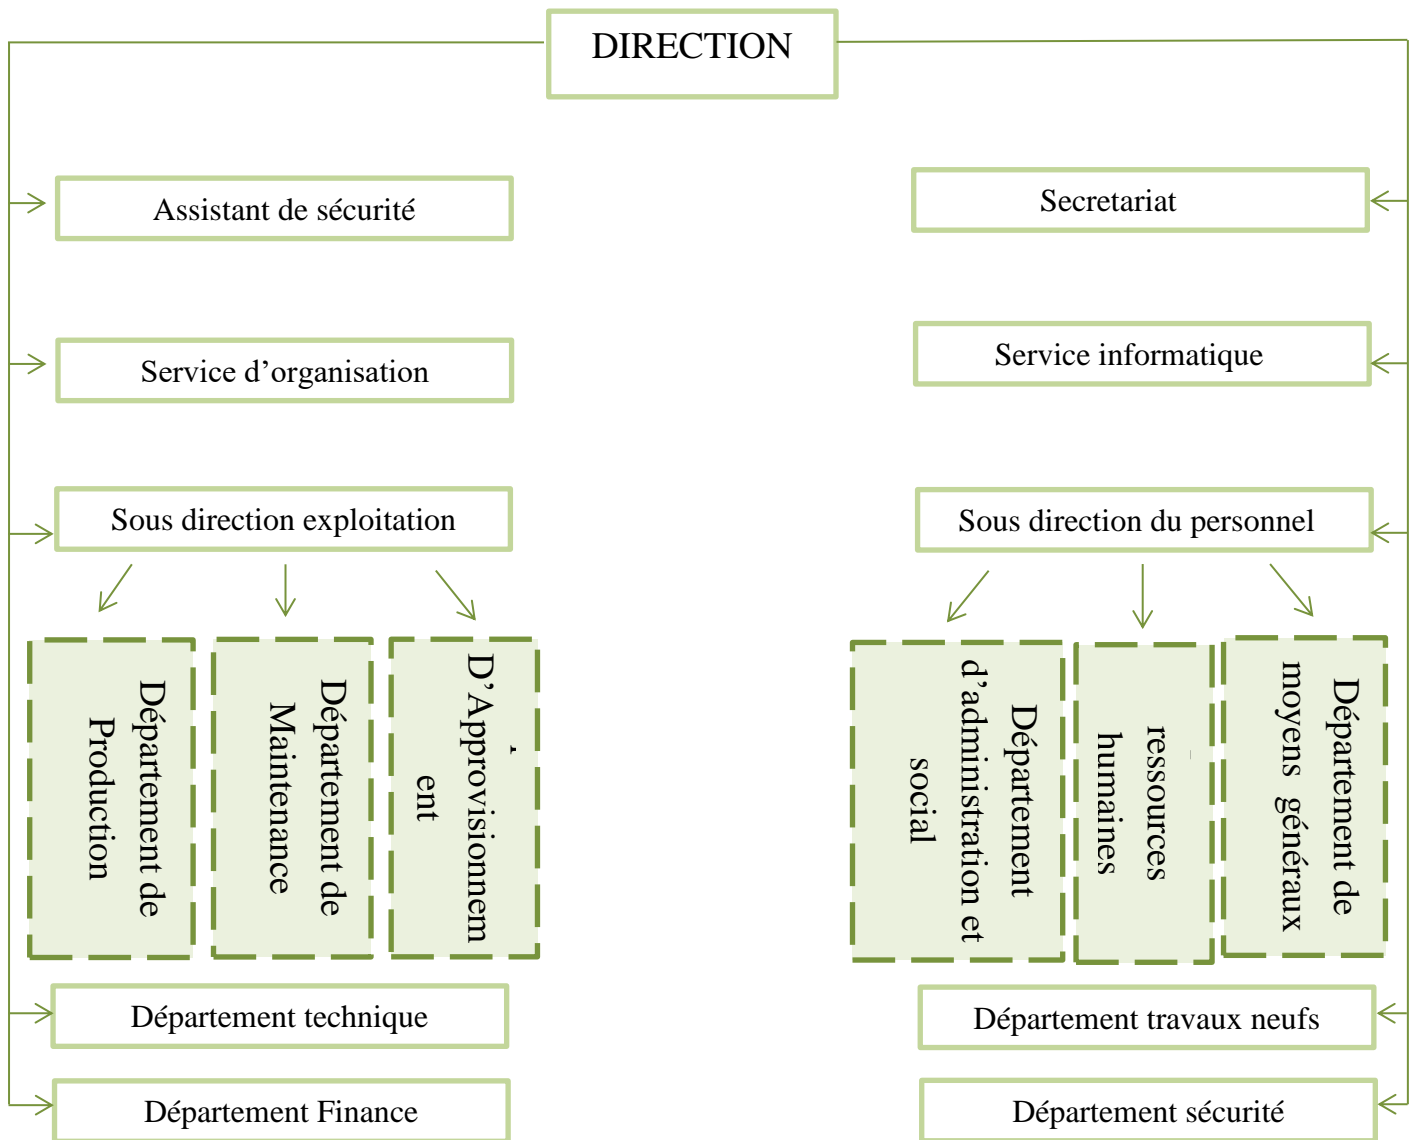 DIRECTION
Assistant de sécurité
Secretariat
Service d’organisation
Service informatique
Sous direction exploitation
Sous direction du personnel
Département de
Production
Département de
Maintenance
D’Approvisionnem
ent
Département
d’administration et
social
ressources
humaines
Département de
moyens généraux
Département technique
Département travaux neufs
Département Finance
Département sécurité